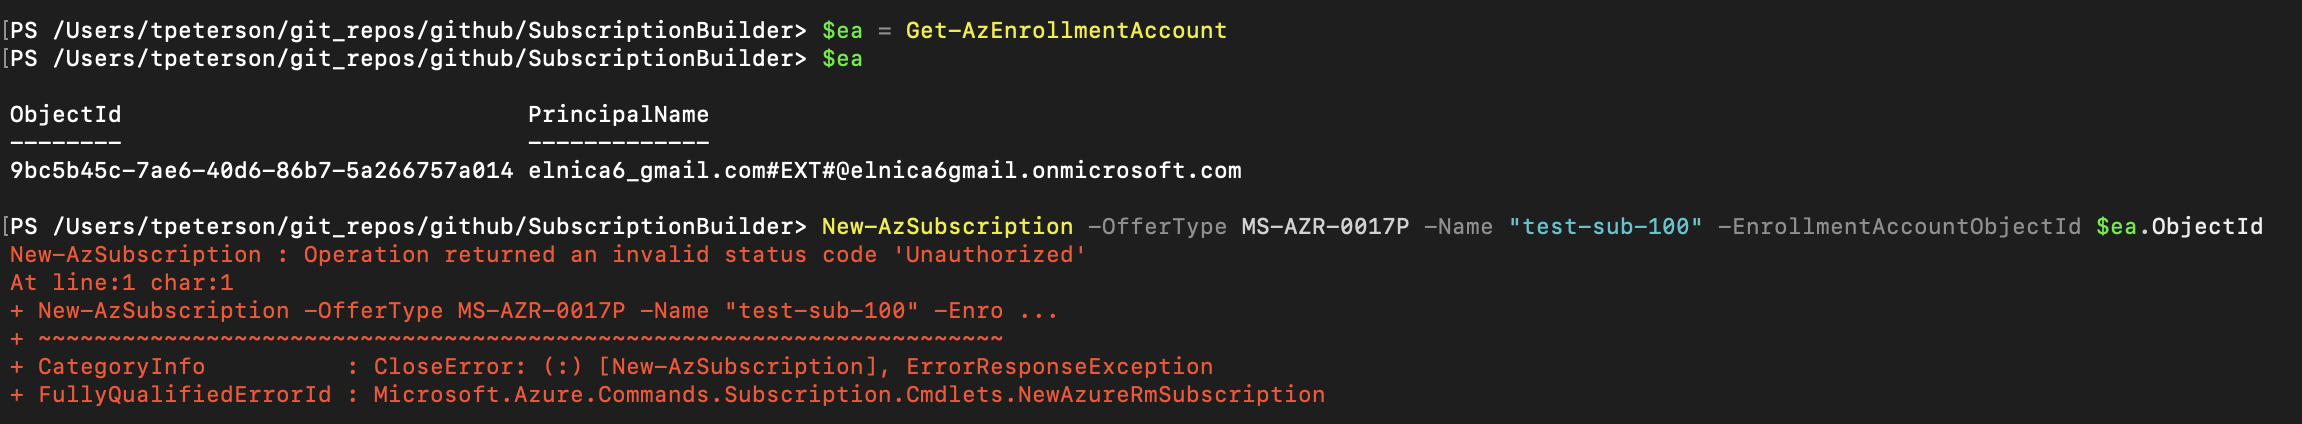 [PS /Users/tpeterson/git_repos/github/SubscriptionBuilder> $ea = Get-AzEnrollmentAccount
[PS /Users/tpeterson/git_repos/github/SubscriptionBuilder> $ea
ObjectId                             PrincipalName
--------                             -------------
9bc5b45c-7ae6-40d6-86b7-5a266757a014 elnica6_gmail.com#EXT#@elnica6gmail.onmicrosoft.com
[PS /Users/tpeterson/git_repos/github/SubscriptionBuilder> New-AzSubscription -OfferType MS-AZR-0017P -Name "test-sub-100" -EnrollmentAccountObjectId $ea.ObjectId
New-AzSubscription : Operation returned an invalid status code 'Unauthorized'
At line:1 char:1
+ New-AzSubscription -OfferType MS-AZR-0017P -Name "test-sub-100" -Enro ...
+ ~~~~~~~~~~~~~~~~~~~~~~~~~~~~~~~~~~~~~~~~~~~~~~~~~~~~~~~~~~~~~~~~~~~~~
+ CategoryInfo          : CloseError: (:) [New-AzSubscription], ErrorResponseException
+ FullyQualifiedErrorId : Microsoft.Azure.Commands.Subscription.Cmdlets.NewAzureRmSubscription